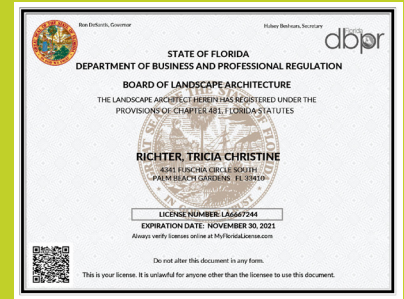 Ron DeSantis, Governor
Halsey Beshears, Secretary
Florida
dbpr
STATE OF FLORIDA
DEPARTMENT OF BUSINESS AND PROFESSIONAL REGULATION
BOARD OF LANDSCAPE ARCHITECTURE
THE LANDSCAPE ARCHITECT HEREIN HAS REGISTERED UNDER THE
PROVISIONS OF CHAPTER 481, FLORIDA STATUTES
RICHTER, TRICIA CHRISTINE
4341 FUSCHIA CIRCLE SOUTH
PALM BEACH GARDENS FL 33410
LICENSE NUMBER: LA6667244
EXPIRATION DATE: NOVEMBER 30, 2021
Always verify licenses online at MyFloridaLicense.com
Do not alter this document in any form.
This is your license. It is unlawful for anyone other than the licensee to use this document.